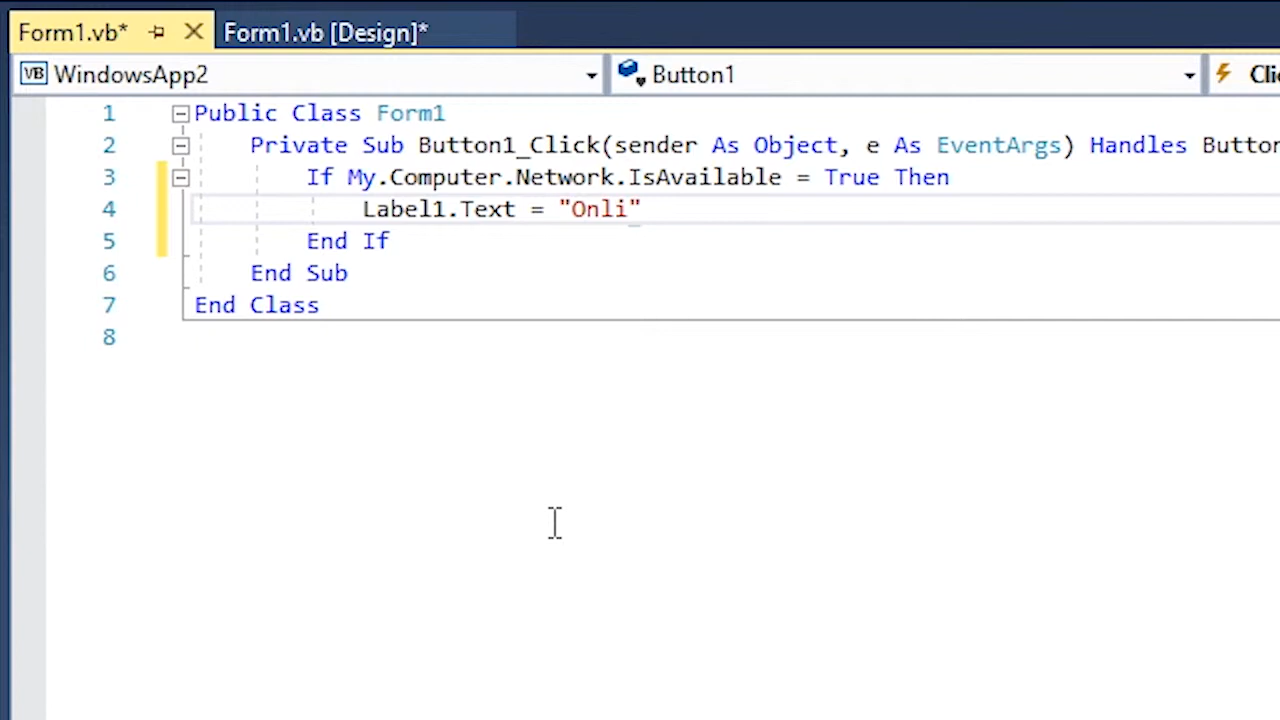 Form1.vb* Form1.vb [Design]*
VB WindowsApp2 Button1
1 Public Class Form1
2 Private Sub Button1_Click(sender As Object, e As EventArgs) Handles Button
3 If My.Computer.Network.IsAvailable = True Then
4 Label1.Text = "Onli"
5 End If
6 End Sub
7 End Class
8